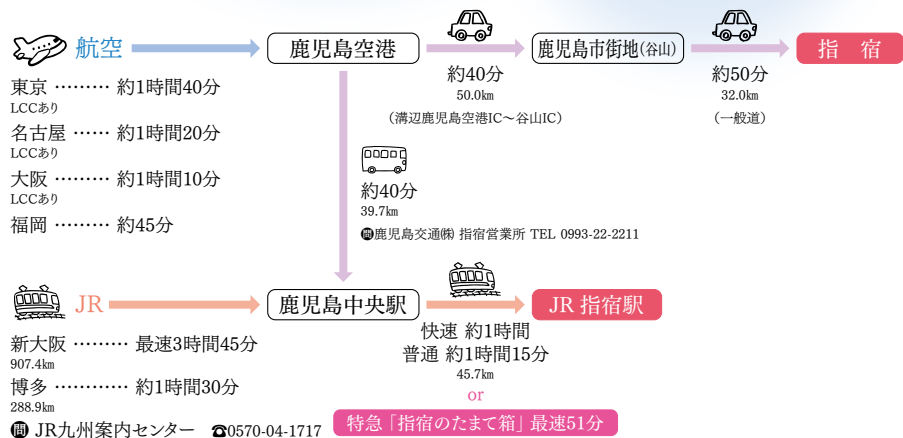 航空
鹿児島空港
鹿児島市街地(谷山)
指 宿
東京 ……… 約1時間40分
LCCあり
名古屋 …… 約1時間20分
LCCあり
大阪 ……… 約1時間10分
LCCあり
福岡 ……… 約45分
約40分
50.0㎞
(溝辺鹿児島空港IC〜谷山IC)
約50分
32.0㎞
(一般道)
約40分
39.7㎞
問鹿児島交通㈱ 指宿営業所 TEL 0993-22-2211
JR
鹿児島中央駅
JR 指宿駅
新大阪 ……… 最速3時間45分
907.4㎞
博多 ………… 約1時間30分
288.9㎞
問 JR九州案内センター ☎0570-04-1717
快速 約1時間
普通 約1時間15分
45.7㎞
or
特急「指宿のたまて箱」最速51分